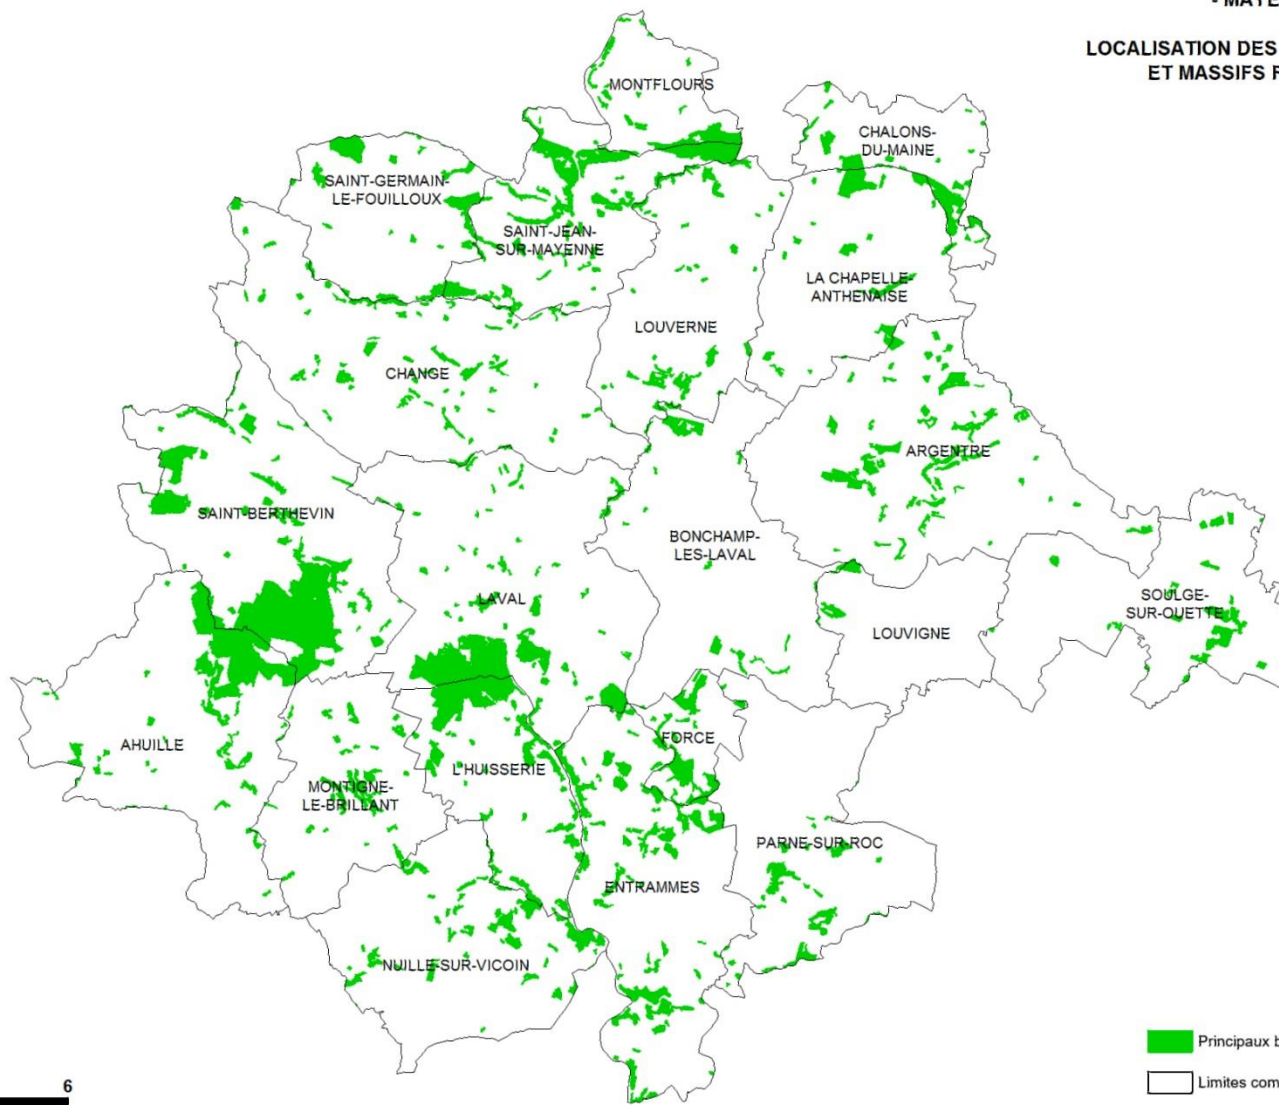 LOCALISATION DES
ET MASSIFS
MONTFLOURS
CHALONS-
DU-MAINE
SAINT-GERMAIN-
LE-FOUILLOUX
SAINT-JEAN-
SUR-MAYENNE
LA CHAPELLE-
ANTHENAISE
LOUVERNE
CHANGE
ARGENTRE
SAINT-BERTHEVIN
BONCHAMP-
LES-LAVAL
LAVAL
SOULGE-
SUR-OUETTE
LOUVIGNE
FORCE
AHUILLE
L'HUISSERIE
MONTIGNE-
LE-BRILLANT
PARNE-SUR-ROC
ENTRAMMES
NUILLE-SUR-VICOIN
Principaux
Limites
6